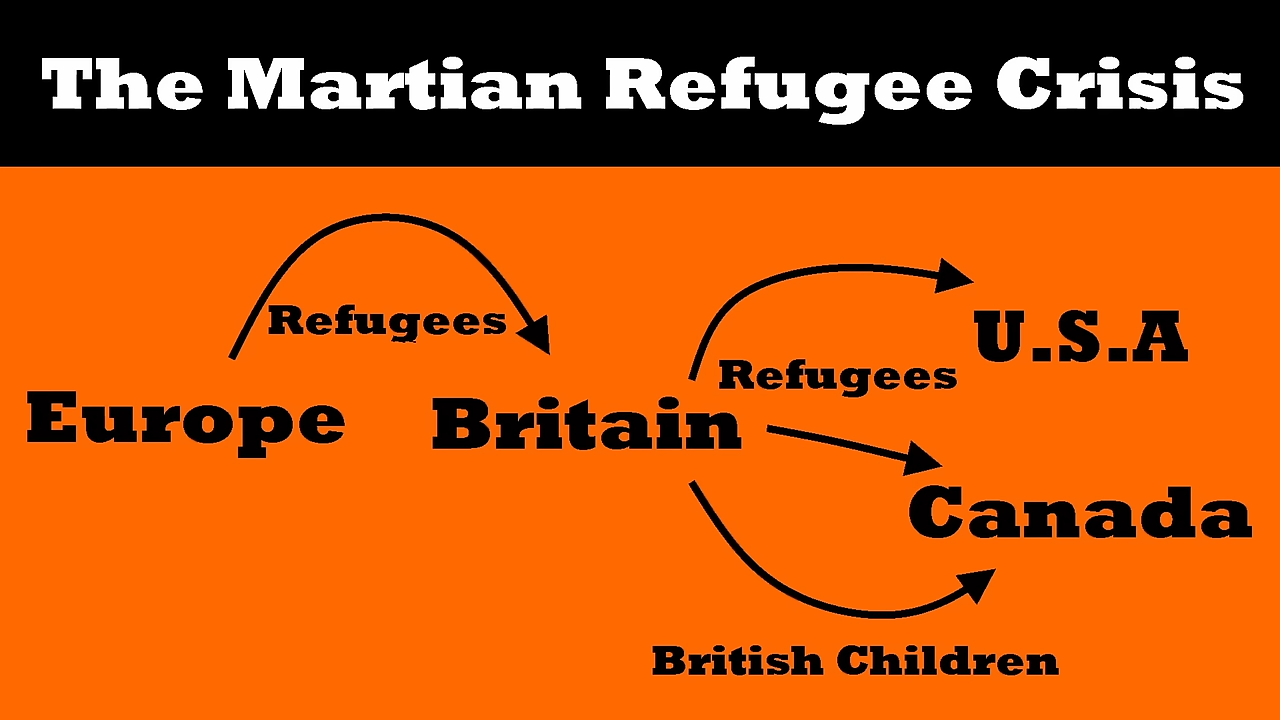 The Martian Refugee Crisis
Refugees
U.S.A
Refugees
Europe
Britain
Canada
British Children